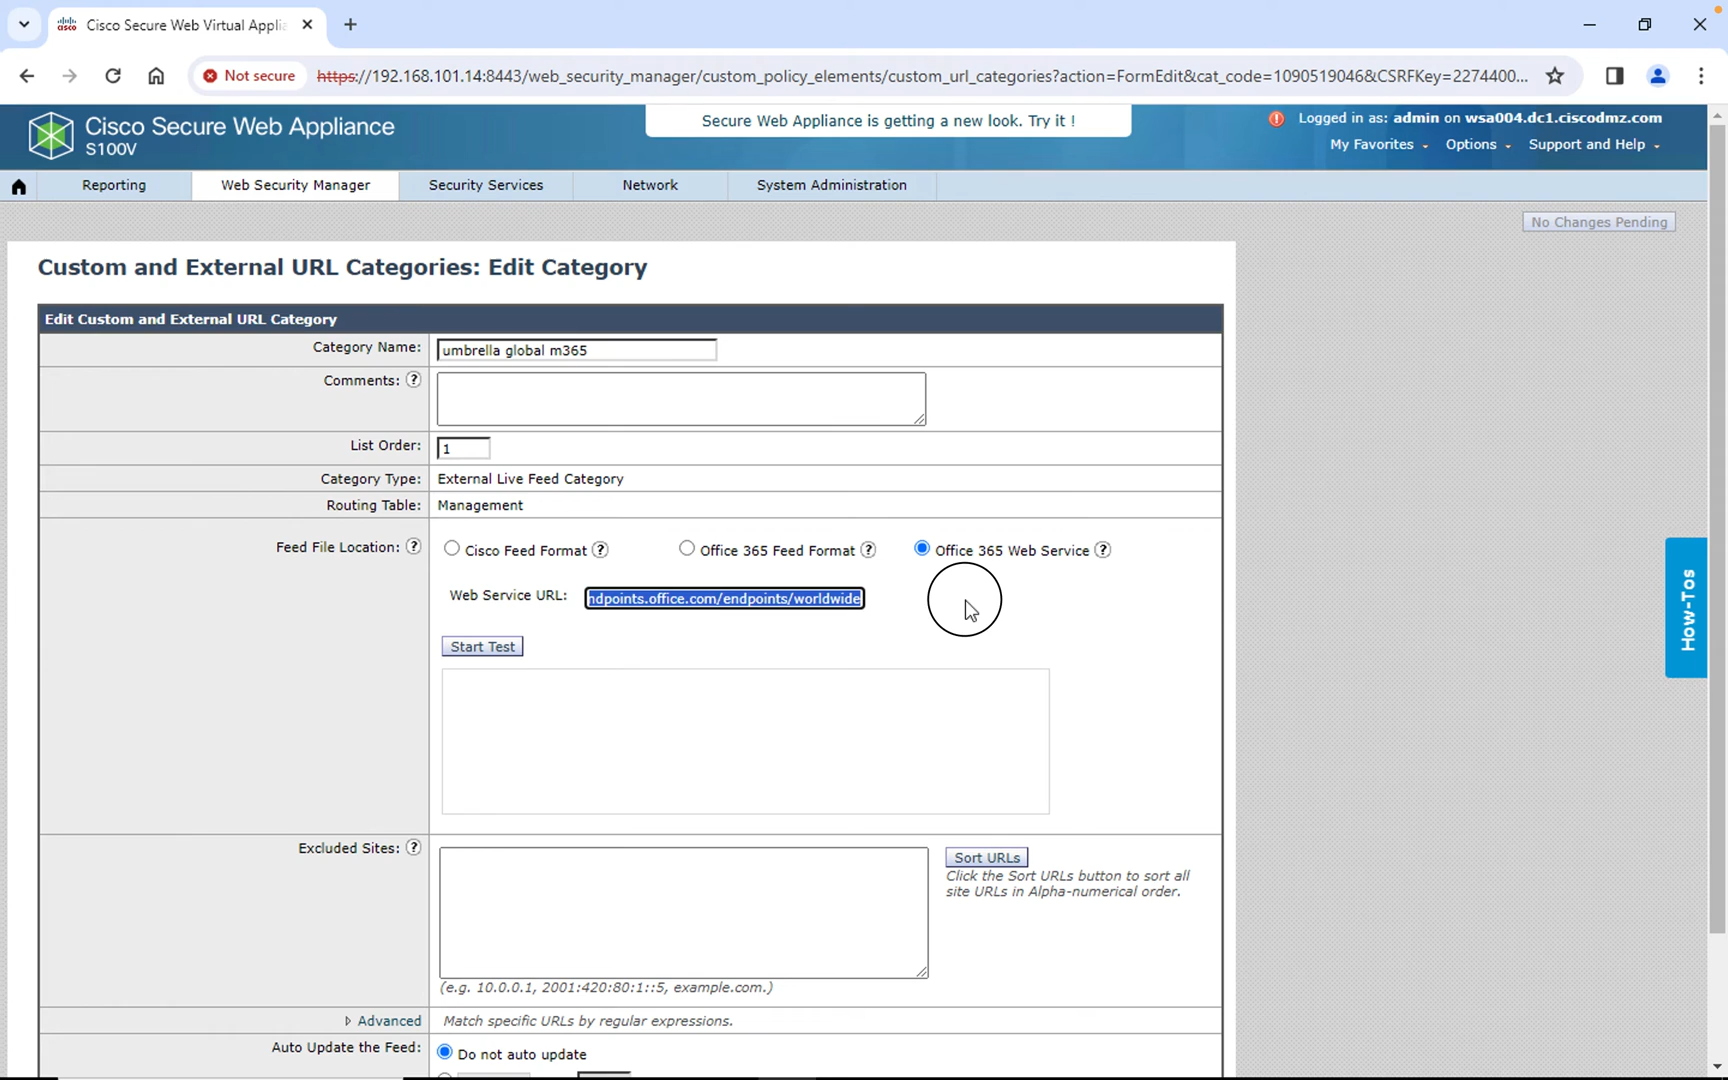 Cisco Secure Web Virtual Applia
Not secure https://192.168.101.14:8443/web_security_manager/custom_policy_elements/custom_url_categories?action=FormEdit&cat_code=1090519046&CSRFKey=2274400...
Cisco Secure Web Appliance
S100V
Secure Web Appliance is getting a new look. Try it !
Logged in as: admin on wsa004.dc1.ciscodmz.com
My Favorites Options Support and Help
Reporting Web Security Manager Security Services Network System Administration
No Changes Pending
Custom and External URL Categories: Edit Category
Edit Custom and External URL Category
Category Name: umbrella global m365
Comments: ?
List Order: 1
Category Type: External Live Feed Category
Routing Table: Management
Feed File Location: ? Cisco Feed Format ? Office 365 Feed Format ? Office 365 Web Service ?
Web Service URL: ndpoints.office.com/endpoints/worldwide
Start Test
How-Tos
Excluded Sites: ?
Sort URLs
Click the Sort URLs button to sort all
site URLs in Alpha-numerical order.
(e.g. 10.0.0.1, 2001:420:80:1::5, example.com.)
Advanced Match specific URLs by regular expressions.
Auto Update the Feed: Do not auto update